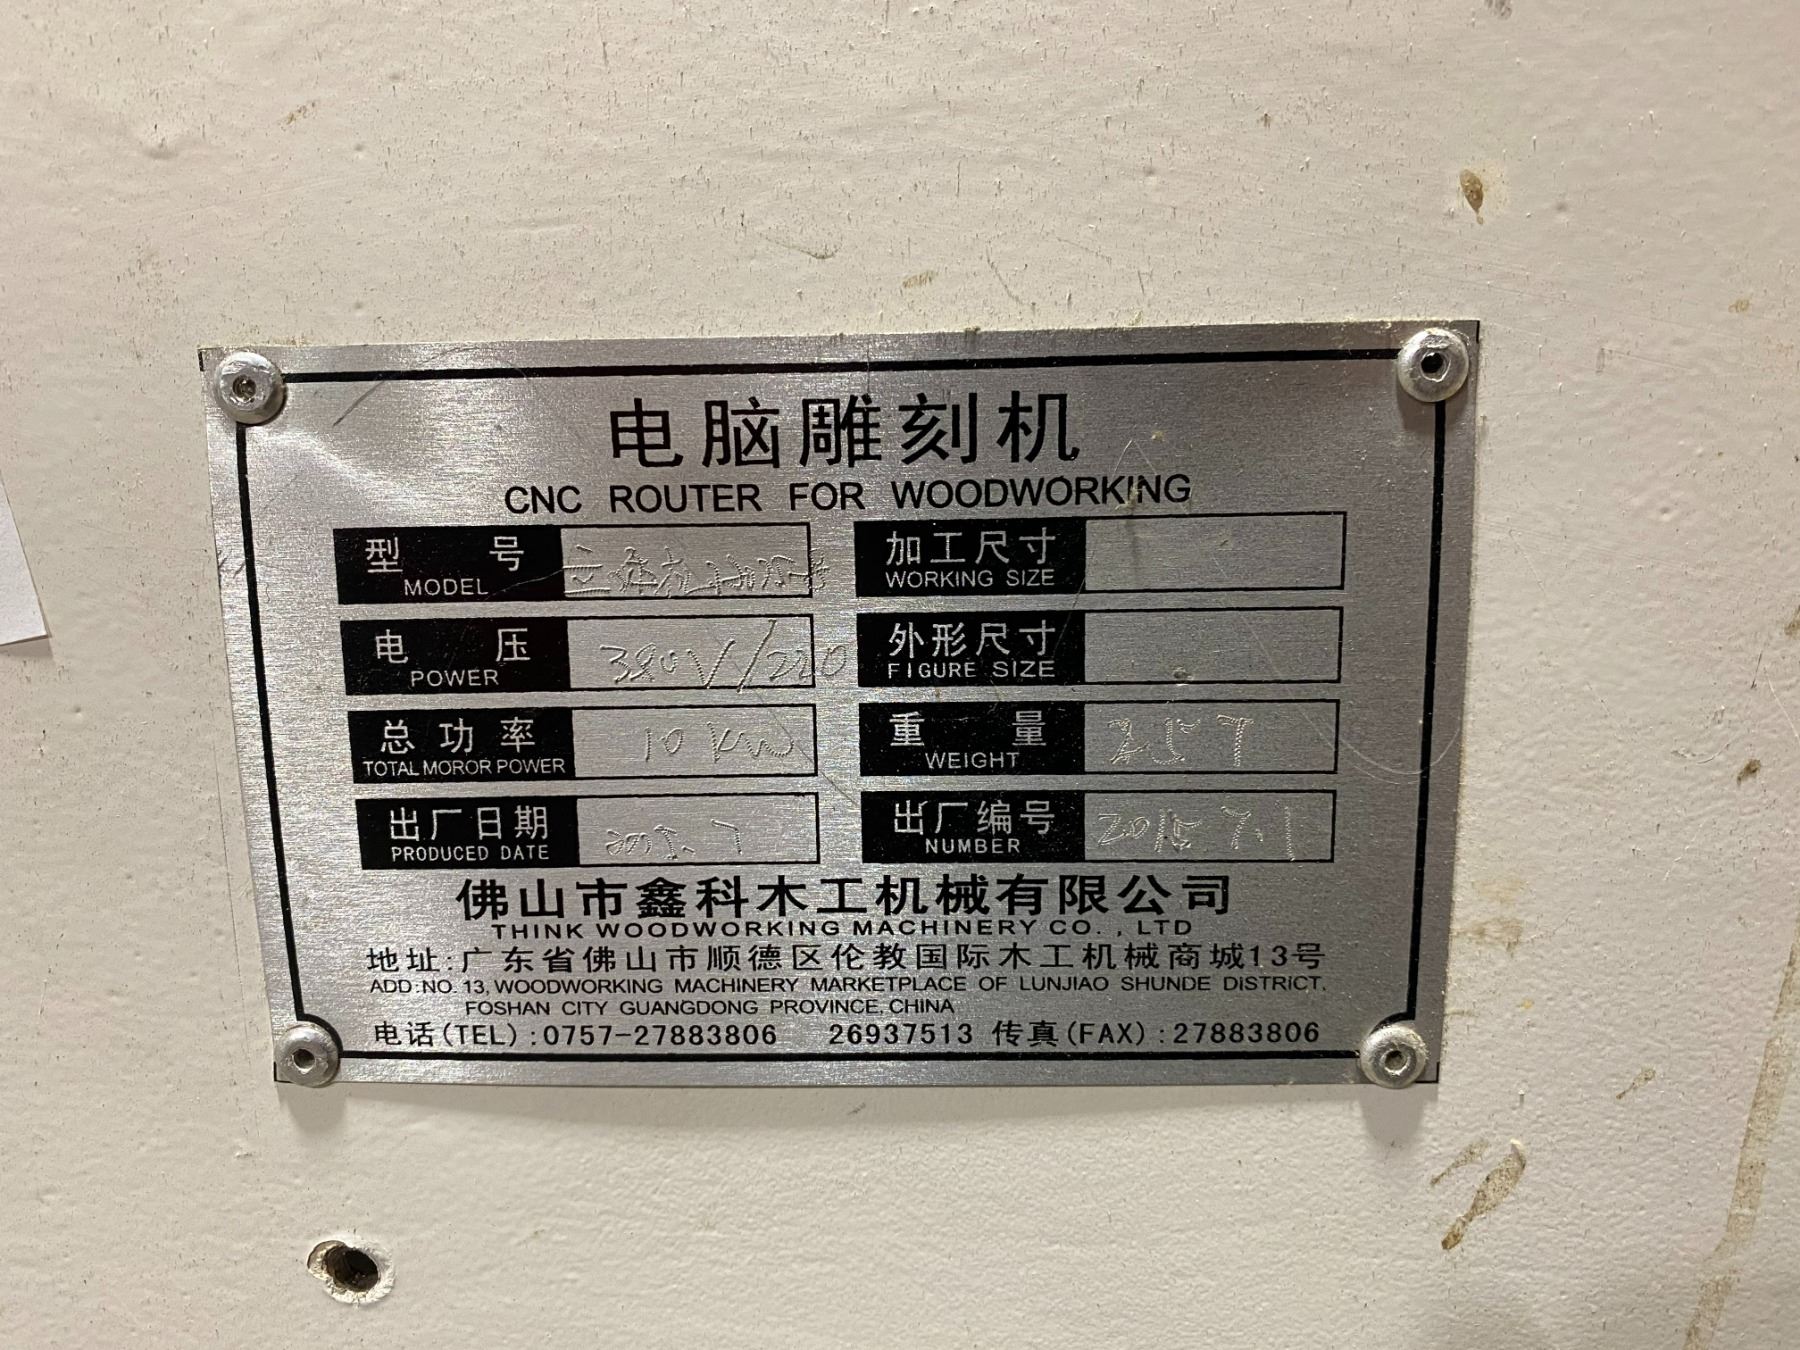 电脑雕刻机
CNC ROUTER FOR WOODWORKING
型 号
MODEL
加工尺寸
WORKING SIZE
电 压
POWER
380V/220
外形尺寸
FIGURE SIZE
总功率
TOTAL MOROR POWER
10 KW
重 量
WEIGHT
2.5 T
出厂日期
PRODUCED DATE
出厂编号
NUMBER
2015 7.1
佛山市鑫科木工机械有限公司
THINK WOODWORKING MACHINERY CO., LTD
地址:广东省佛山市顺德区伦教国际木工机械商城13号
ADD:NO.13,WOODWORKING MACHINERY MARKETPLACE OF LUNJIAO SHUNDE DISTRICT,
FOSHAN CITY GUANGDONG PROVINCE,CHINA
电话(TEL):0757-27883806 26937513 传真(FAX):27883806